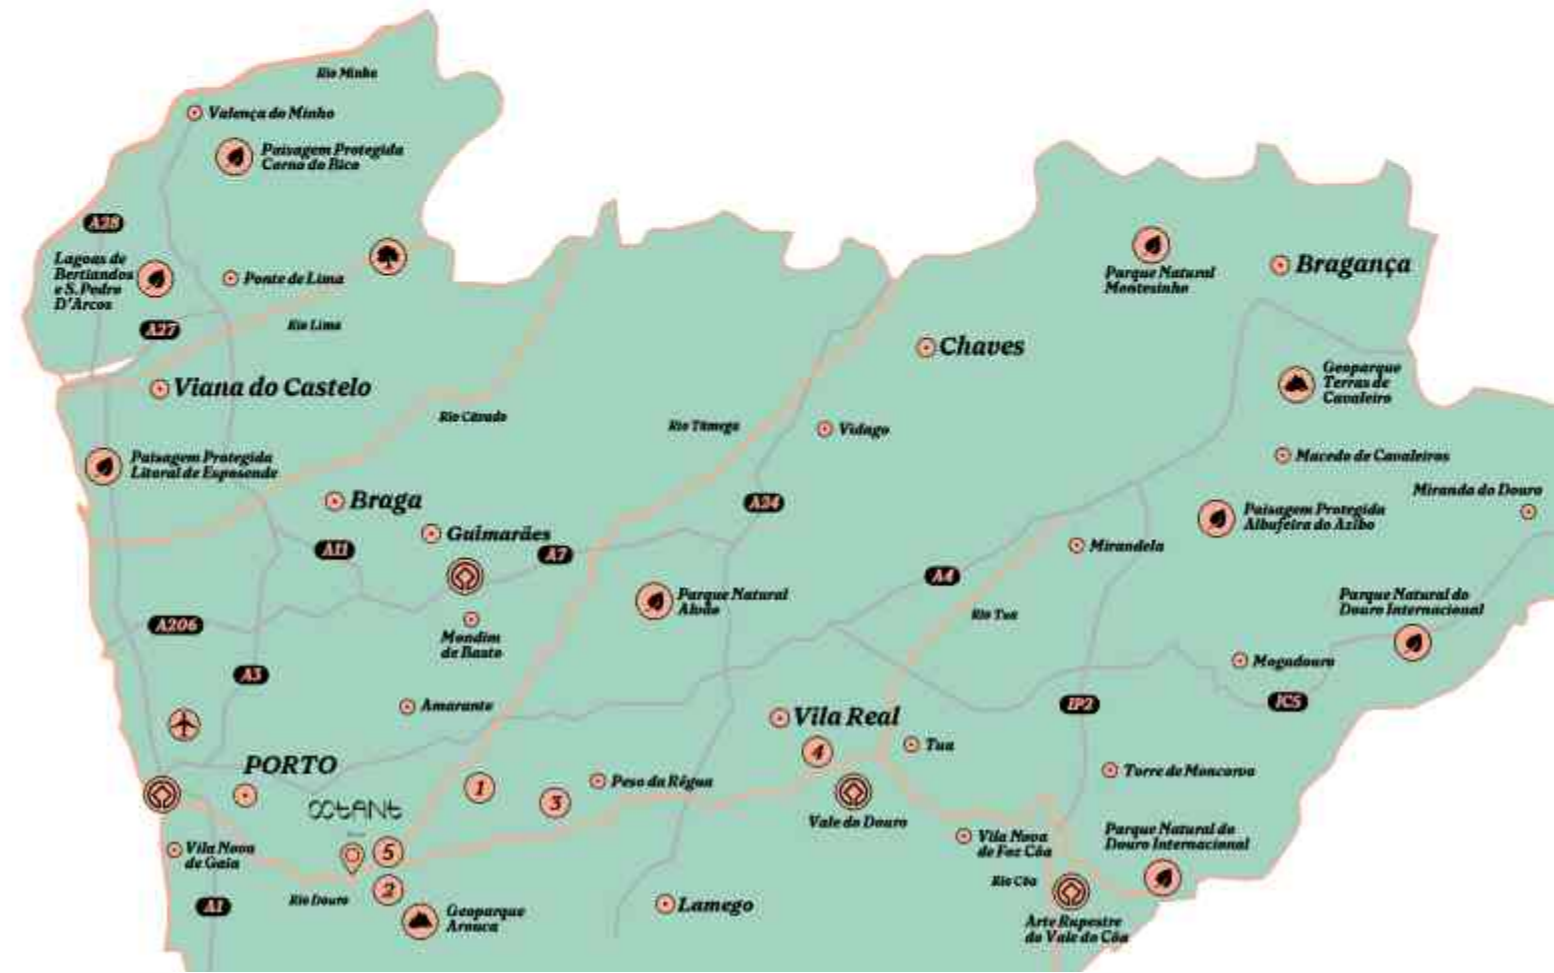 Rio Minho
Valença do Minho
Paisagem Protegida
Corno do Bico
A28
Lagoas de
Bertiandos
e S. Pedro
D'Arcos
Ponte de Lima
A27
Rio Lima
Viana do Castelo
Parque Natural
Montesinho
Bragança
Chaves
Geoparque
Terras de
Cavaleiro
Rio Cávado
Rio Tâmega
Vidago
Macedo de Cavaleiros
Paisagem Protegida
Litoral de Esposende
Braga
A24
Miranda do Douro
Paisagem Protegida
Albufeira do Azibo
Guimarães
A11
A7
Mirandela
A4
Parque Natural
Alvão
Parque Natural do
Douro Internacional
Rio Tua
A206
Mondim
de Basto
A3
Mogadouro
IP2
IC5
Amarante
Vila Real
Tua
4
PORTO
1
3
Peso da Régua
Torre de Moncorvo
OCTANT
Vale do Douro
Vila Nova
de Gaia
5
2
Vila Nova
de Foz Côa
Parque Natural do
Douro Internacional
Rio Côa
A1
Rio Douro
Geoparque
Arouca
Lamego
Arte Rupestre
do Vale do Côa